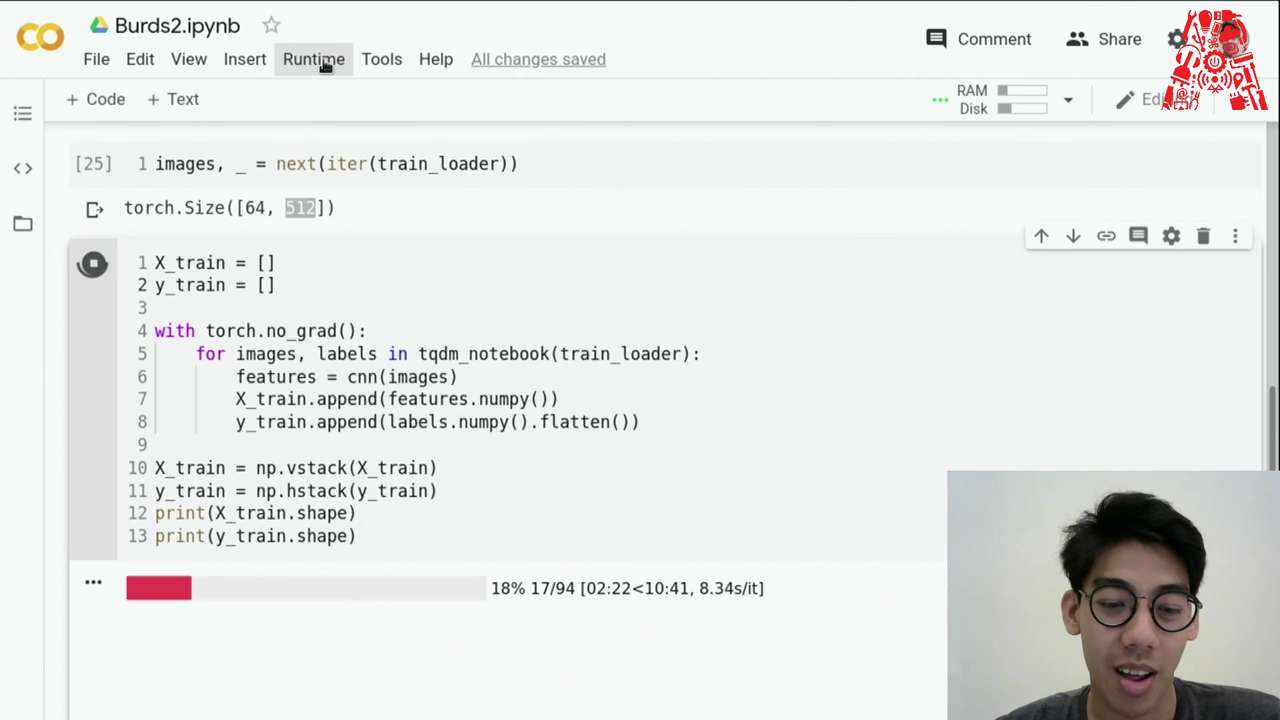 Burds2.ipynb
Comment
Share
File Edit View Insert Runtime Tools Help All changes saved
+ Code + Text
RAM
Disk
[25] 1 images, _ = next(iter(train_loader))
torch.Size([64, 512])
1 X_train = []
2 y_train = []
3
4 with torch.no_grad():
5 for images, labels in tqdm_notebook(train_loader):
6 features = cnn(images)
7 X_train.append(features.numpy())
8 y_train.append(labels.numpy().flatten())
9
10 X_train = np.vstack(X_train)
11 y_train = np.hstack(y_train)
12 print(X_train.shape)
13 print(y_train.shape)
18% 17/94 [02:22<10:41, 8.34s/it]